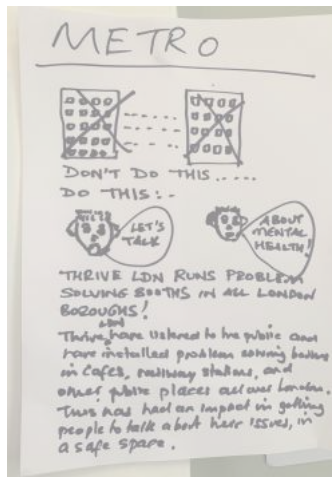 METRO
DON'T DO THIS.....
DO THIS:-
LET'S
TALK
ABOUT
MENTAL
HEALTH!
THRIVE LDN RUNS PROBLEM
SOLVING BOOTHS IN ALL LONDON
BOROUGHS!
LDN
Thrive have listened to the public and
have installed problem solving booths
in cafes, railway stations, and
other public places across London.
This has had an impact in getting
people to talk about their issues, in
a safe space.